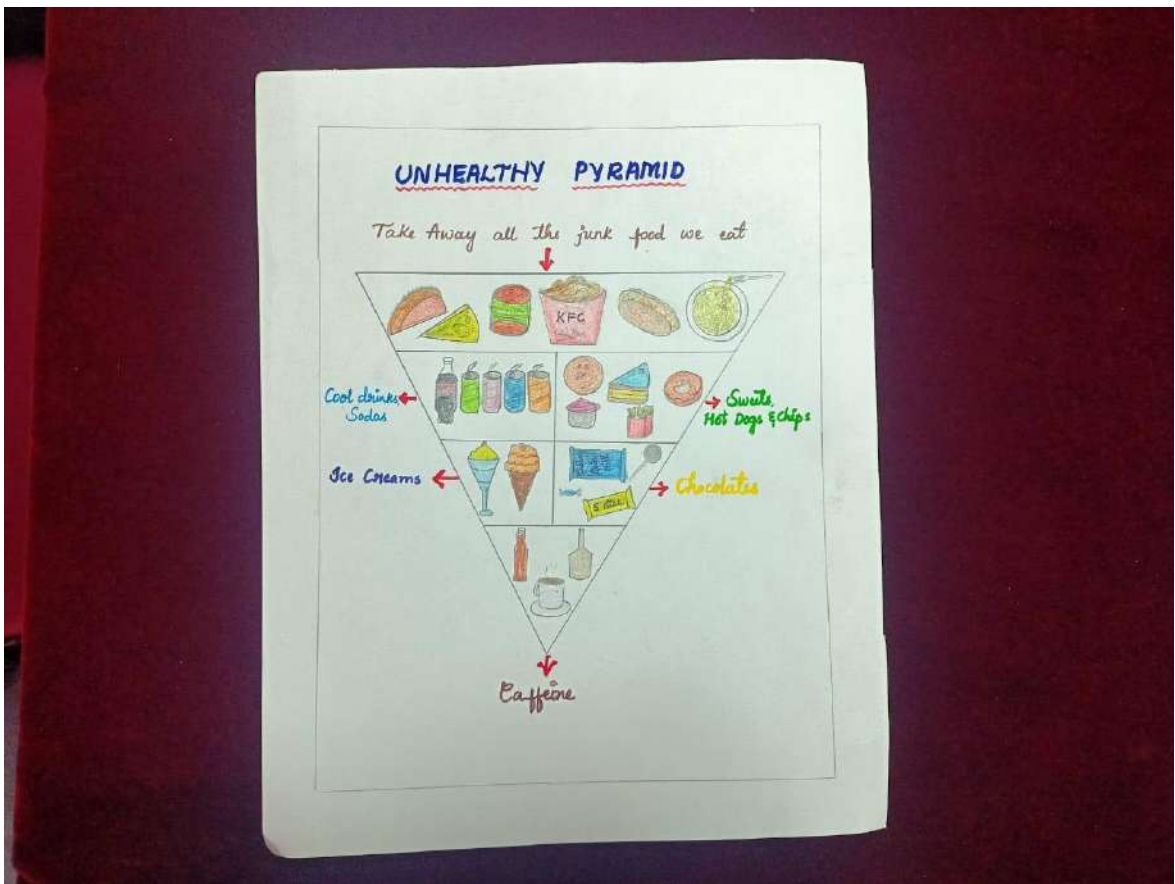 UNHEALTHY PYRAMID
Take Away all the junk food we eat
KFC
Cool drinks
Sodas
Sweets,
Hot Dogs & Chips
Ice Creams
5 
Chocolates
Caffeine